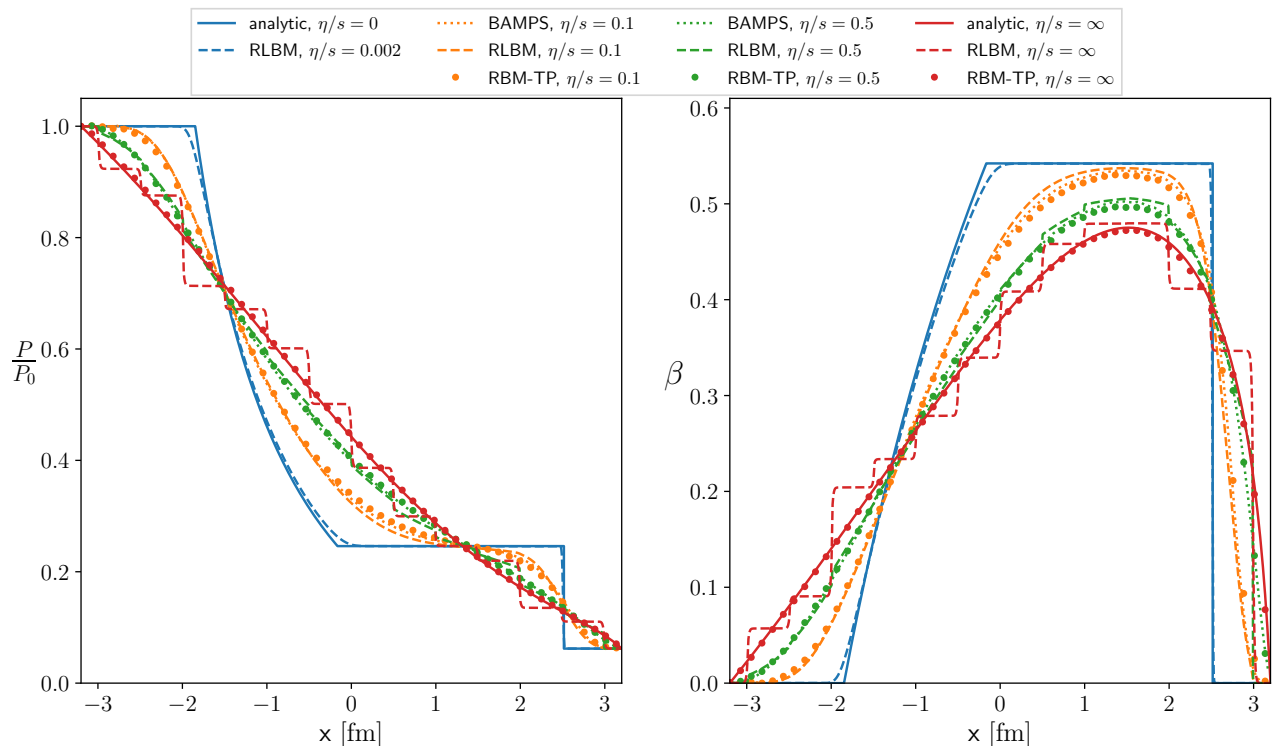 analytic, η/s = 0
RLBM, η/s = 0.002
BAMPS, η/s = 0.1
RLBM, η/s = 0.1
RBM-TP, η/s = 0.1
BAMPS, η/s = 0.5
RLBM, η/s = 0.5
RBM-TP, η/s = 0.5
analytic, η/s = ∞
RLBM, η/s = ∞
RBM-TP, η/s = ∞
1.0
0.8
0.6
0.4
0.2
0.0
P
P₀
−3 −2 −1 0 1 2 3
x [fm]
0.6
0.5
0.4
0.3
0.2
0.1
0.0
β
−3 −2 −1 0 1 2 3
x [fm]